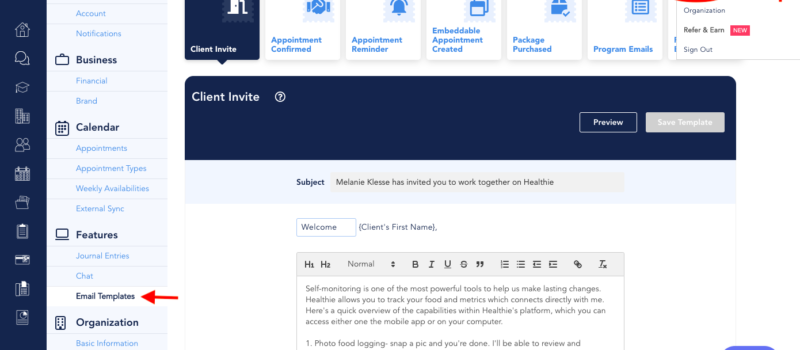 Account
Notifications
Business
Financial
Brand
Calendar
Appointments
Appointment Types
Weekly Availabilities
External Sync
Features
Journal Entries
Chat
Email Templates
Organization
Basic Information
Client Invite
Appointment
Confirmed
Appointment
Reminder
Embeddable
Appointment
Created
Package
Purchased
Program Emails
Organization
Refer & Earn NEW
Sign Out
Client Invite
Preview
Save Template
Subject Melanie Klesse has invited you to work together on Healthie
Welcome {Client's First Name},
H1 H2 Normal B I U S
Self-monitoring is one of the most powerful tools to help us make lasting changes.
Healthie allows you to track your food and metrics which connects directly with me.
Here's a quick overview of the capabilities within Healthie's platform, which you can
access either one the mobile app or on your computer.
1. Photo food logging- snap a pic and you're done. I'll be able to review and